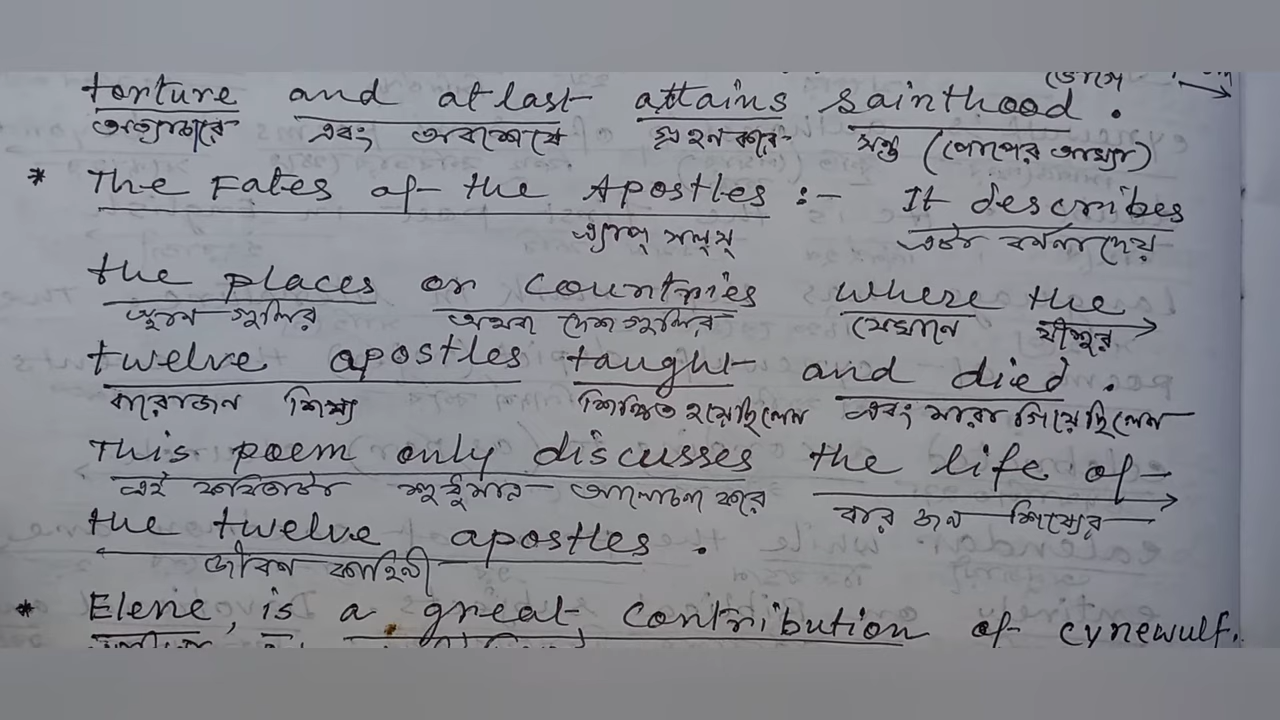 torture and at last attains sainthood.
অত্যাচারে এবং অবশেষে গ্রহন করে সন্ত (পোপের আখ্যা)
* The Fates of the Apostles :- It describes
এ্যাপ্ সল্স্ এটা বর্ণনা দেয়
the places or countries where the
স্থান গুলির অথবা দেশ গুলির যেখানে যীশুর
twelve apostles taught and died.
বারোজন শিষ্য শিক্ষিত হয়েছিলেন এবং মারা গিয়েছিলেন
This poem only discusses the life of
এই কবিতাটা শুধুমাত্র আলোচনা করে বার জন শিষ্যের
the twelve apostles.
জীবন কাহিনী
* Elene, is a great contribution of cynewulf.